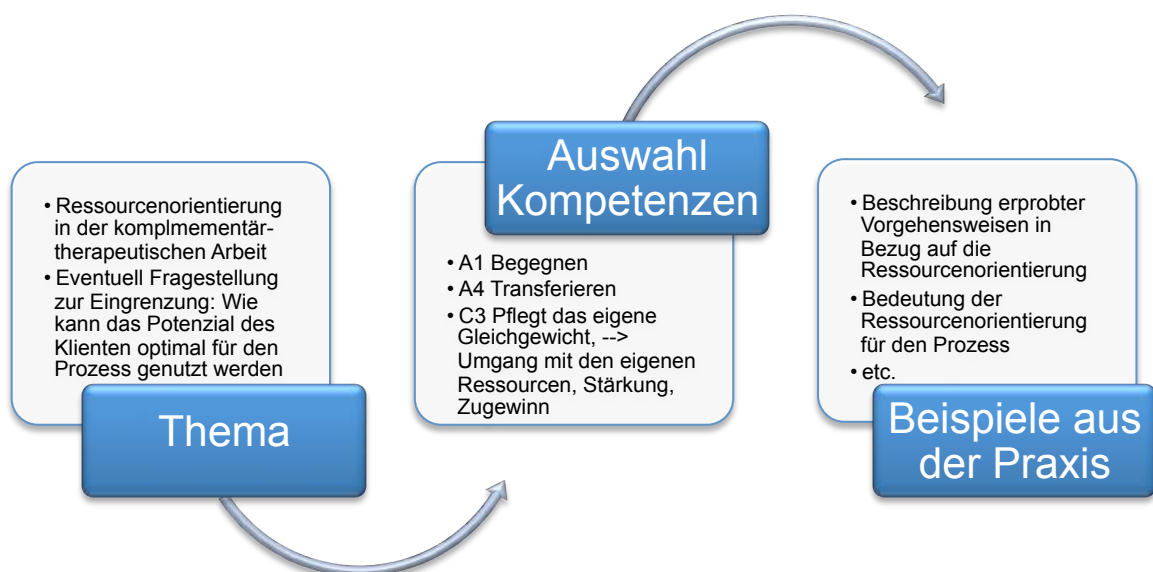 • Ressourcenorientierung
in der komplmementär-
therapeutischen Arbeit
• Eventuell Fragestellung
zur Eingrenzung: Wie
kann das Potenzial des
Klienten optimal für den
Prozess genutzt werden
Thema
Auswahl
Kompetenzen
• A1 Begegnen
• A4 Transferieren
• C3 Pflegt das eigene
Gleichgewicht, -->
Umgang mit den eigenen
Ressourcen, Stärkung,
Zugewinn
• Beschreibung erprobter
Vorgehensweisen in
Bezug auf die
Ressourcenorientierung
• Bedeutung der
Ressourcenorientierung
für den Prozess
• etc.
Beispiele aus
der Praxis